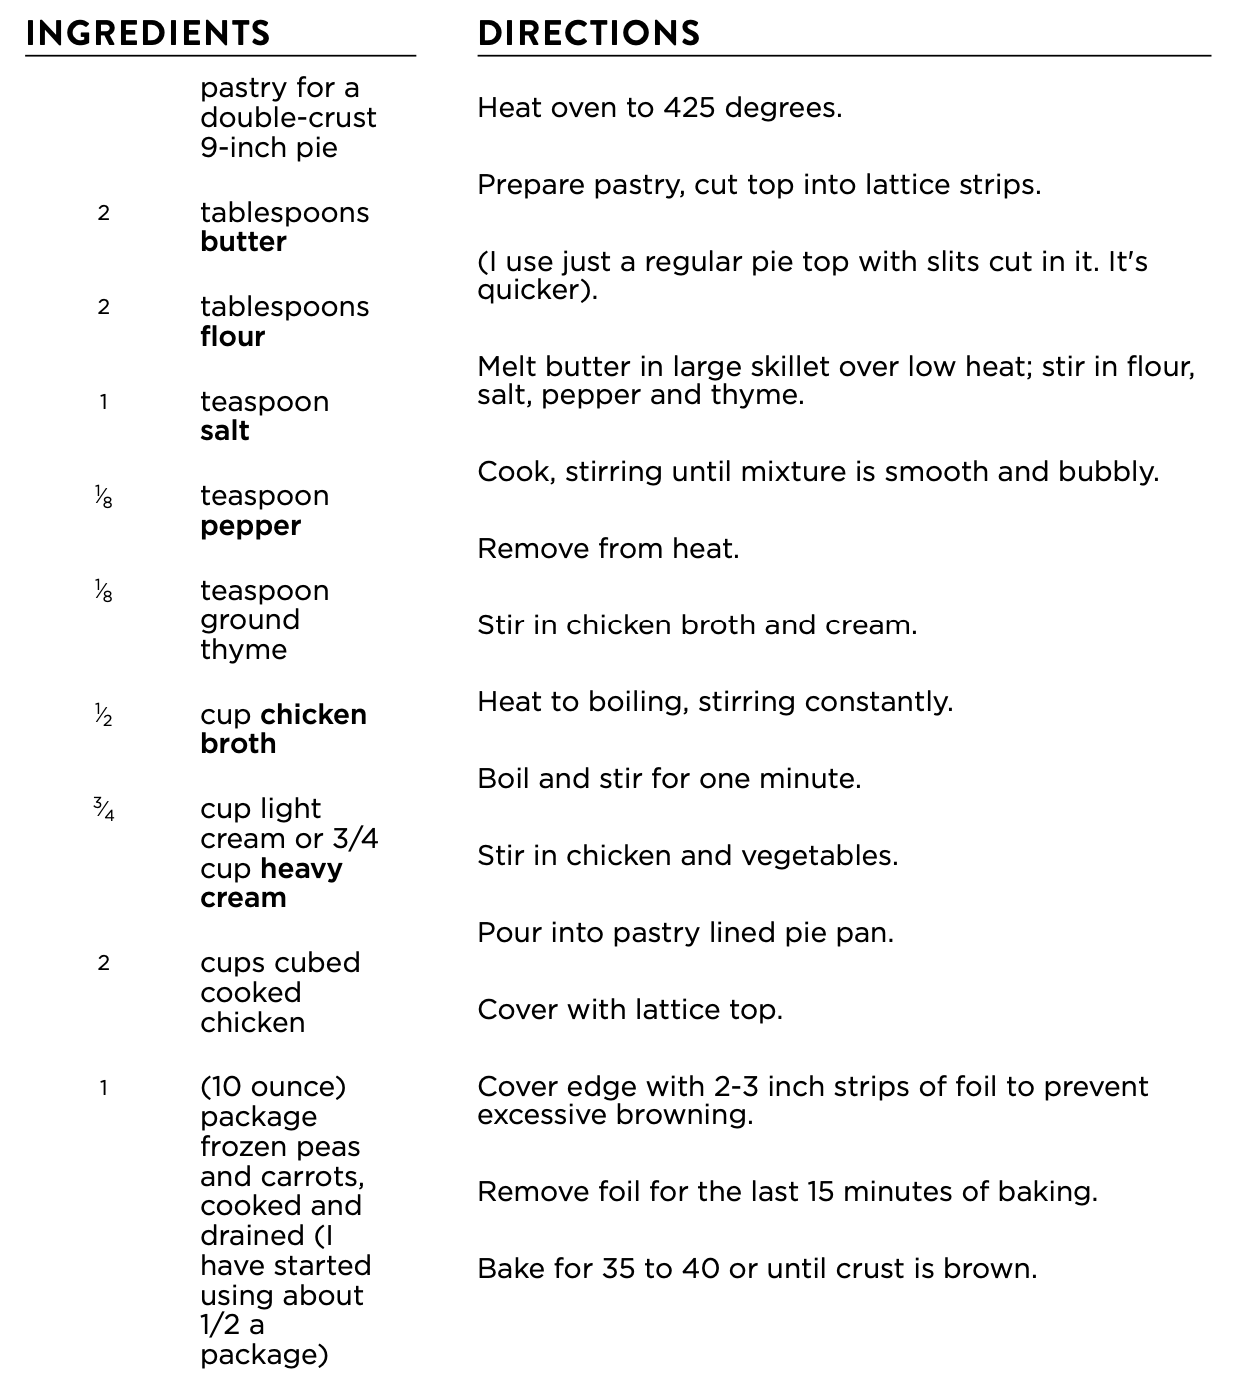 INGREDIENTS
pastry for a
double-crust
9-inch pie
2 tablespoons
butter
2 tablespoons
flour
1 teaspoon
salt
⅛ teaspoon
pepper
⅛ teaspoon
ground
thyme
½ cup chicken
broth
¾ cup light
cream or 3/4
cup heavy
cream
2 cups cubed
cooked
chicken
1 (10 ounce)
package
frozen peas
and carrots,
cooked and
drained (I
have started
using about
1/2 a
package)
DIRECTIONS
Heat oven to 425 degrees.
Prepare pastry, cut top into lattice strips.
(I use just a regular pie top with slits cut in it. It's
quicker).
Melt butter in large skillet over low heat; stir in flour,
salt, pepper and thyme.
Cook, stirring until mixture is smooth and bubbly.
Remove from heat.
Stir in chicken broth and cream.
Heat to boiling, stirring constantly.
Boil and stir for one minute.
Stir in chicken and vegetables.
Pour into pastry lined pie pan.
Cover with lattice top.
Cover edge with 2-3 inch strips of foil to prevent
excessive browning.
Remove foil for the last 15 minutes of baking.
Bake for 35 to 40 or until crust is brown.